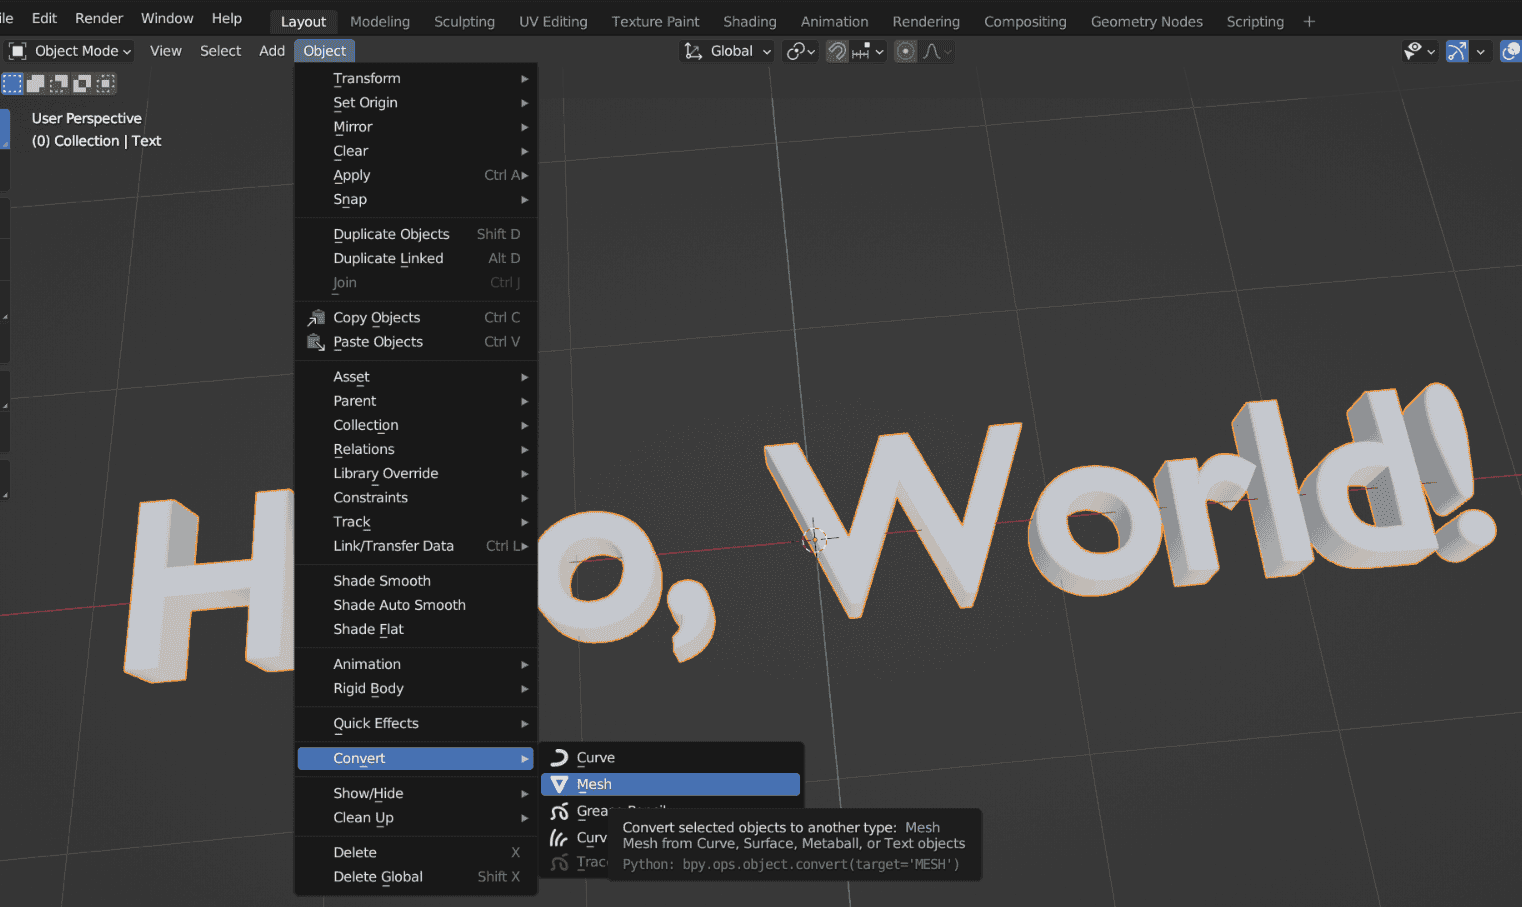 ile Edit Render Window Help Layout Modeling Sculpting UV Editing Texture Paint Shading Animation Rendering Compositing Geometry Nodes Scripting +
Object Mode View Select Add Object Global
User Perspective
(0) Collection | Text
Transform
Set Origin
Mirror
Clear
Apply Ctrl A
Snap
Duplicate Objects Shift D
Duplicate Linked Alt D
Join Ctrl J
Copy Objects Ctrl C
Paste Objects Ctrl V
Asset
Parent
Collection
Relations
Library Override
Constraints
Track
Link/Transfer Data Ctrl L
Shade Smooth
Shade Auto Smooth
Shade Flat
Animation
Rigid Body
Quick Effects
Convert
Show/Hide
Clean Up
Delete X
Delete Global Shift X
H o, World!
Curve
Mesh
Curv
Trac
Convert selected objects to another type: Mesh
Mesh from Curve, Surface, Metaball, or Text objects
Python: bpy.ops.object.convert(target='MESH')